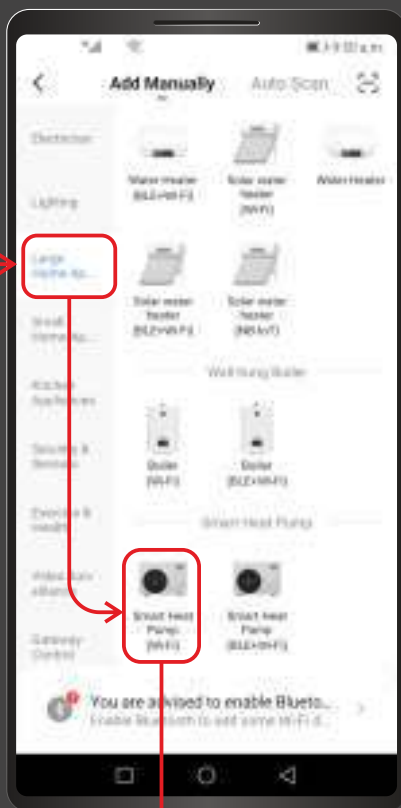 Add Manually Auto Scan
Electrician
Lighting
Large
Home Ap...
Small
Home Ap...
Kitchen
Appliances
Exercise &
Health
Gateway
Control
Water Heater
(BLE+Wi-Fi)
Solar water
heater
(Wi-Fi)
Water Heater
Solar water
heater
(BLE+Wi-Fi)
Solar water
heater
(NB-IoT)
Wall Hung Boiler
Boiler
(Wi-Fi)
Boiler
(BLE+Wi-Fi)
Smart Heat Pump
Smart Heat
Pump
(Wi-Fi)
Smart Heat
Pump
(BLE+Wi-Fi)
You are advised to enable Blueto...
Enable Bluetooth to add some Wi-Fi d...